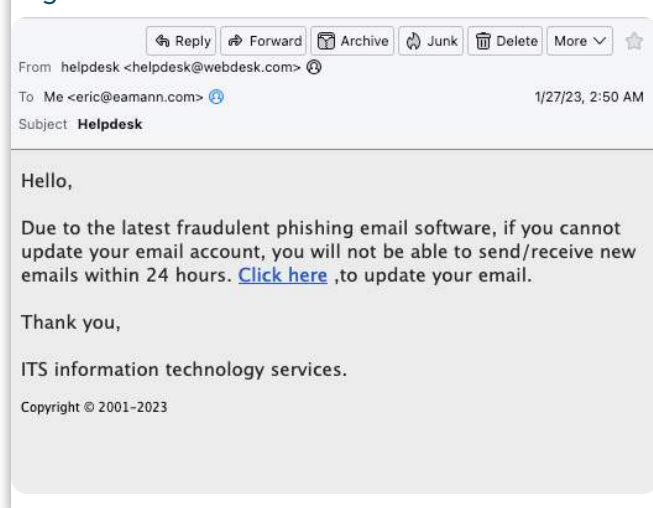 Reply Forward Archive Junk Delete More
From helpdesk <helpdesk@webdesk.com>
To Me <eric@eamann.com> 1/27/23, 2:50 AM
Subject Helpdesk
Hello,
Due to the latest fraudulent phishing email software, if you cannot
update your email account, you will not be able to send/receive new
emails within 24 hours. Click here ,to update your email.
Thank you,
ITS information technology services.
Copyright © 2001-2023